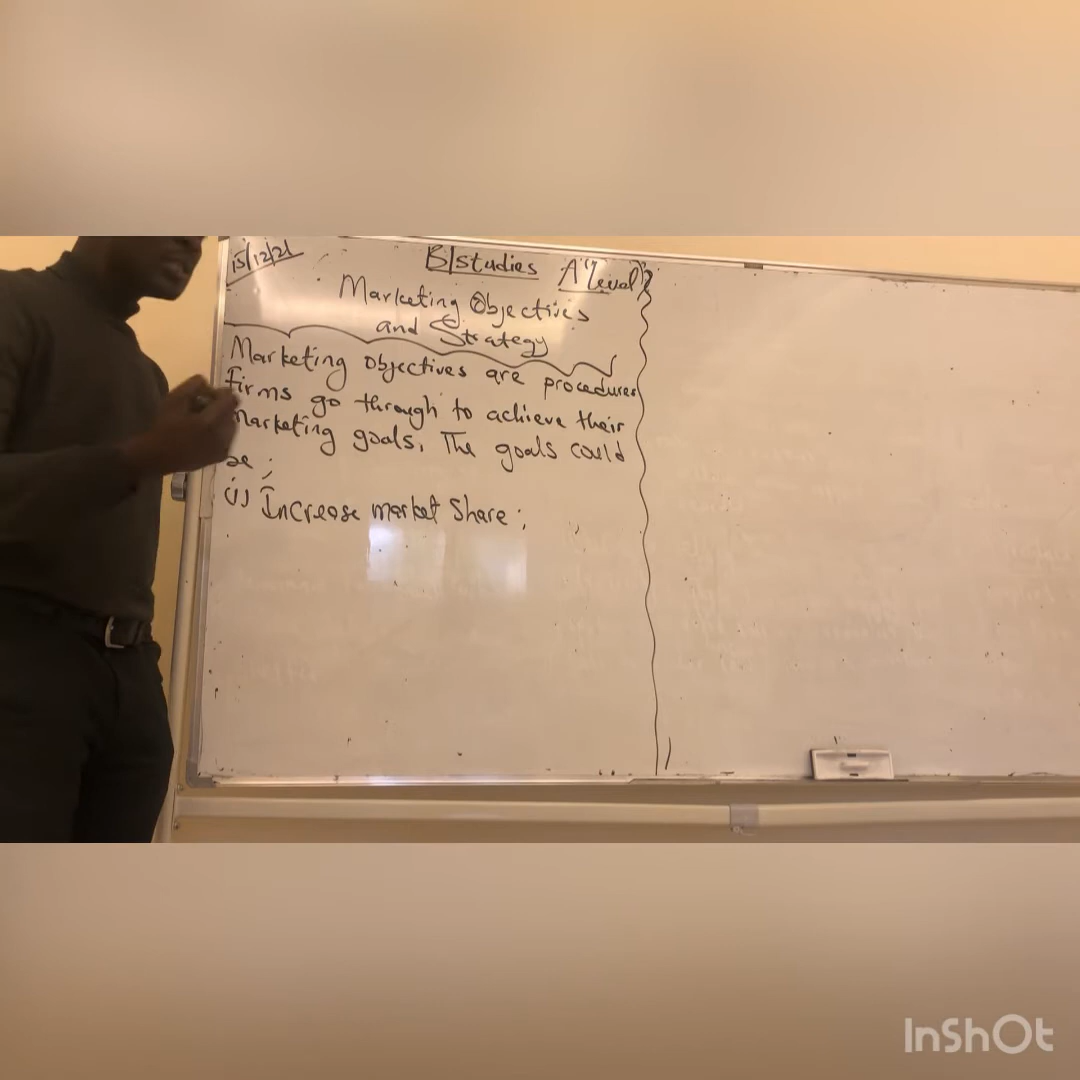 15/12/21
B/studies A'level
Marketing Objectives
and Strategy
Marketing objectives are procedures
firms go through to achieve their
Marketing goals. The goals could
be ;
(i) Increase market share ;
InShOt